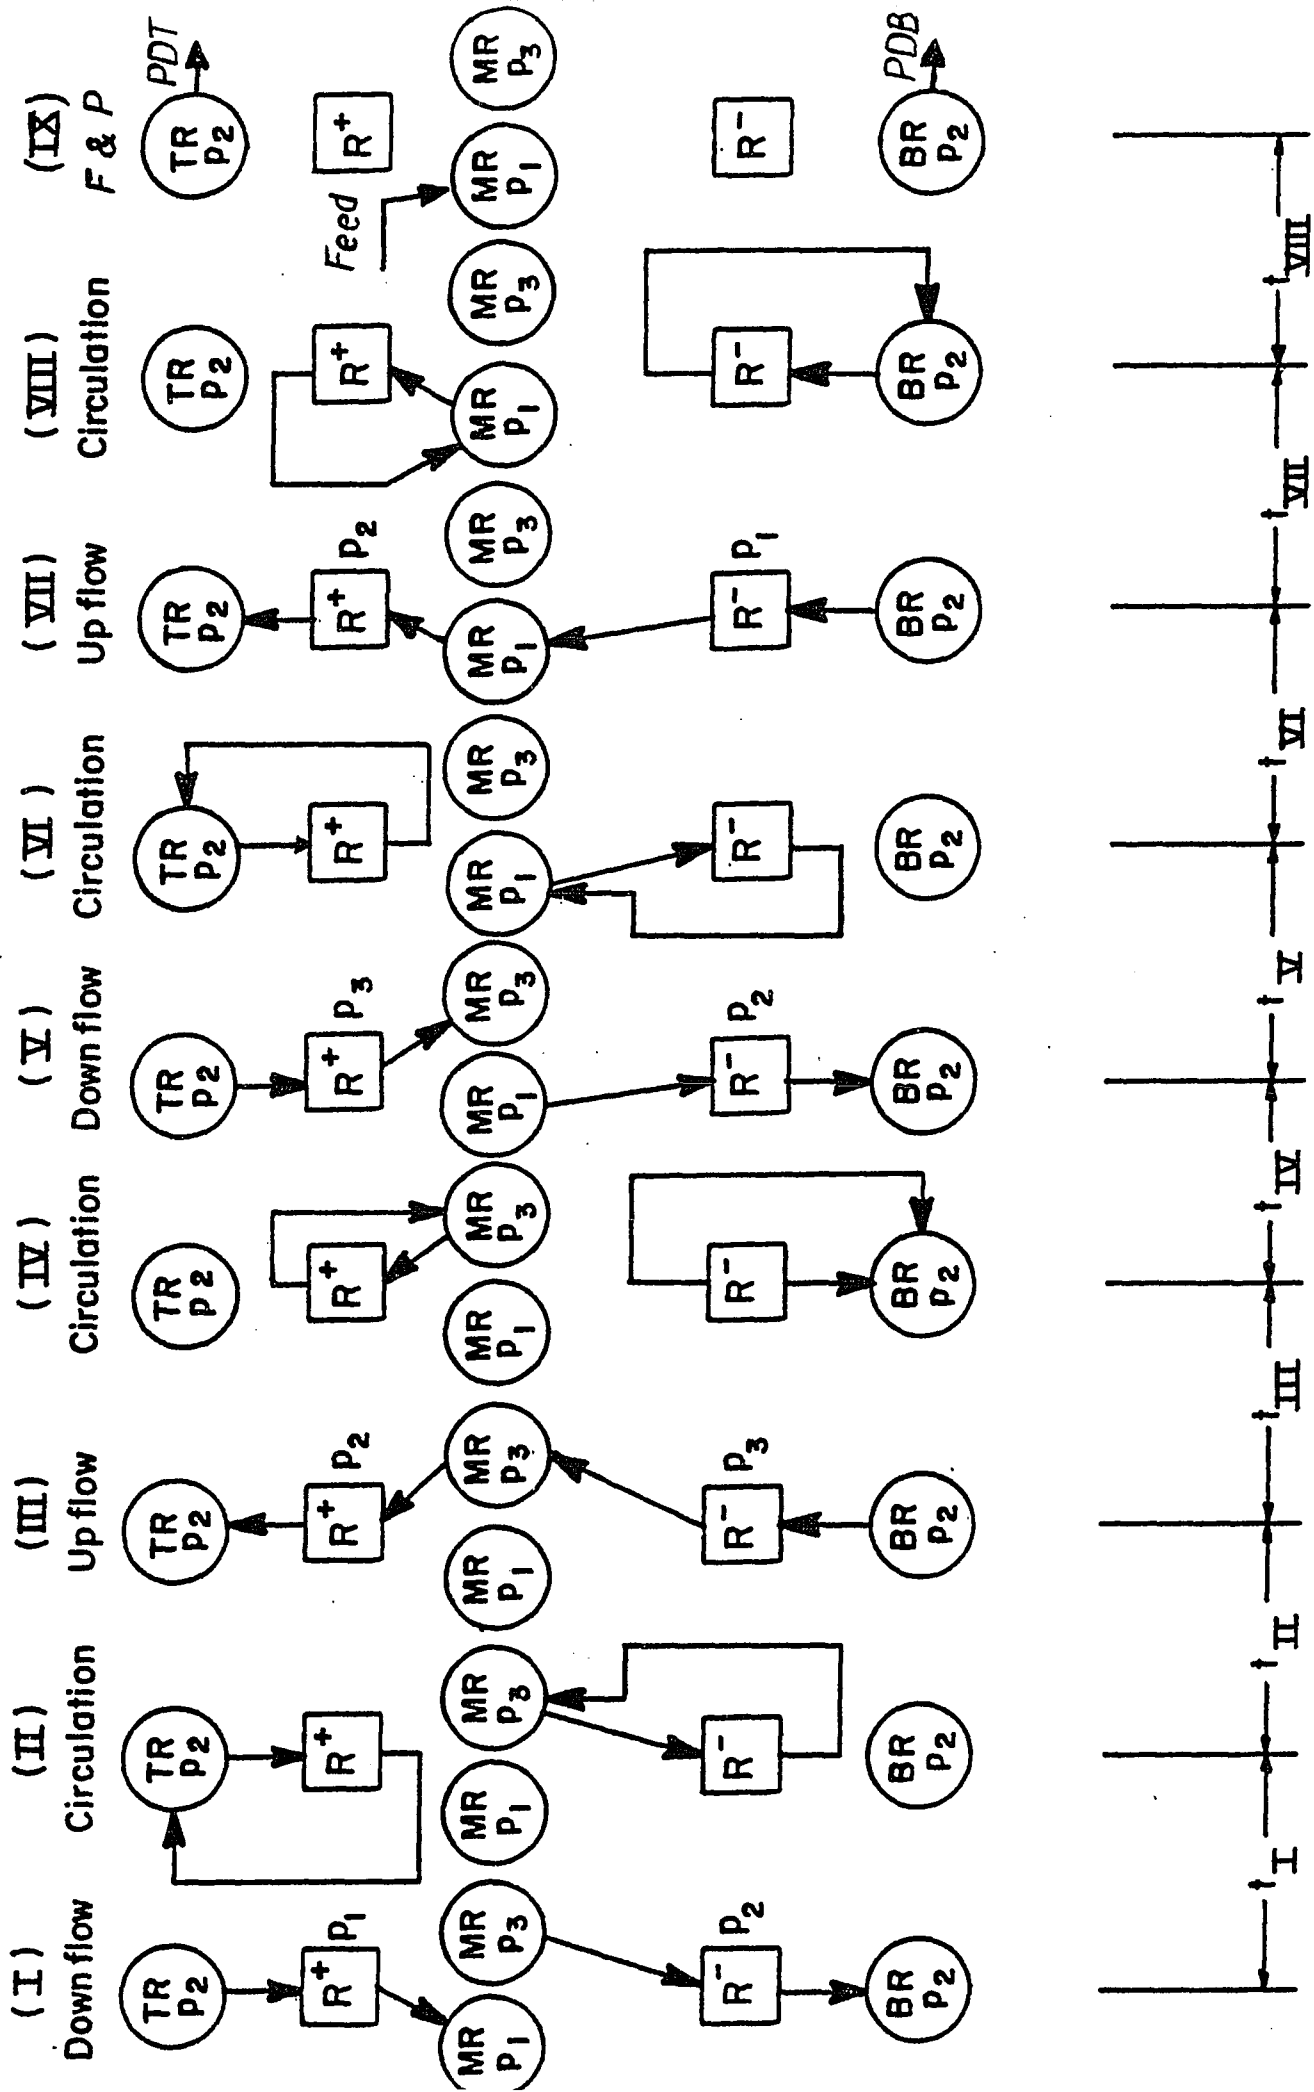 (I)
Down flow
TR
P2
R+
P1
MR
P1
MR
P3
R-
P2
BR
P2
(II)
Circulation
TR
P2
R+
MR
P1
MR
P3
R-
BR
P2
(III)
Up flow
TR
P2
R+
P2
MR
P1
MR
P3
R-
P3
BR
P2
(IV)
Circulation
TR
P2
R+
MR
P1
MR
P3
R-
BR
P2
(V)
Down flow
TR
P2
R+
P3
MR
P1
MR
P3
R-
P2
BR
P2
(VI)
Circulation
TR
P2
R+
MR
P1
MR
P3
R-
BR
P2
(VII)
Up flow
TR
P2
R+
P2
MR
P1
MR
P3
R-
P1
BR
P2
(VIII)
Circulation
TR
P2
R+
MR
P1
MR
P3
R-
BR
P2
(IX)
F & P
TR
P2
PDT
R+
Feed
MR
P1
MR
P3
R-
BR
P2
PDB
tI
tII
tIII
tIV
tV
tVI
tVII
tVIII